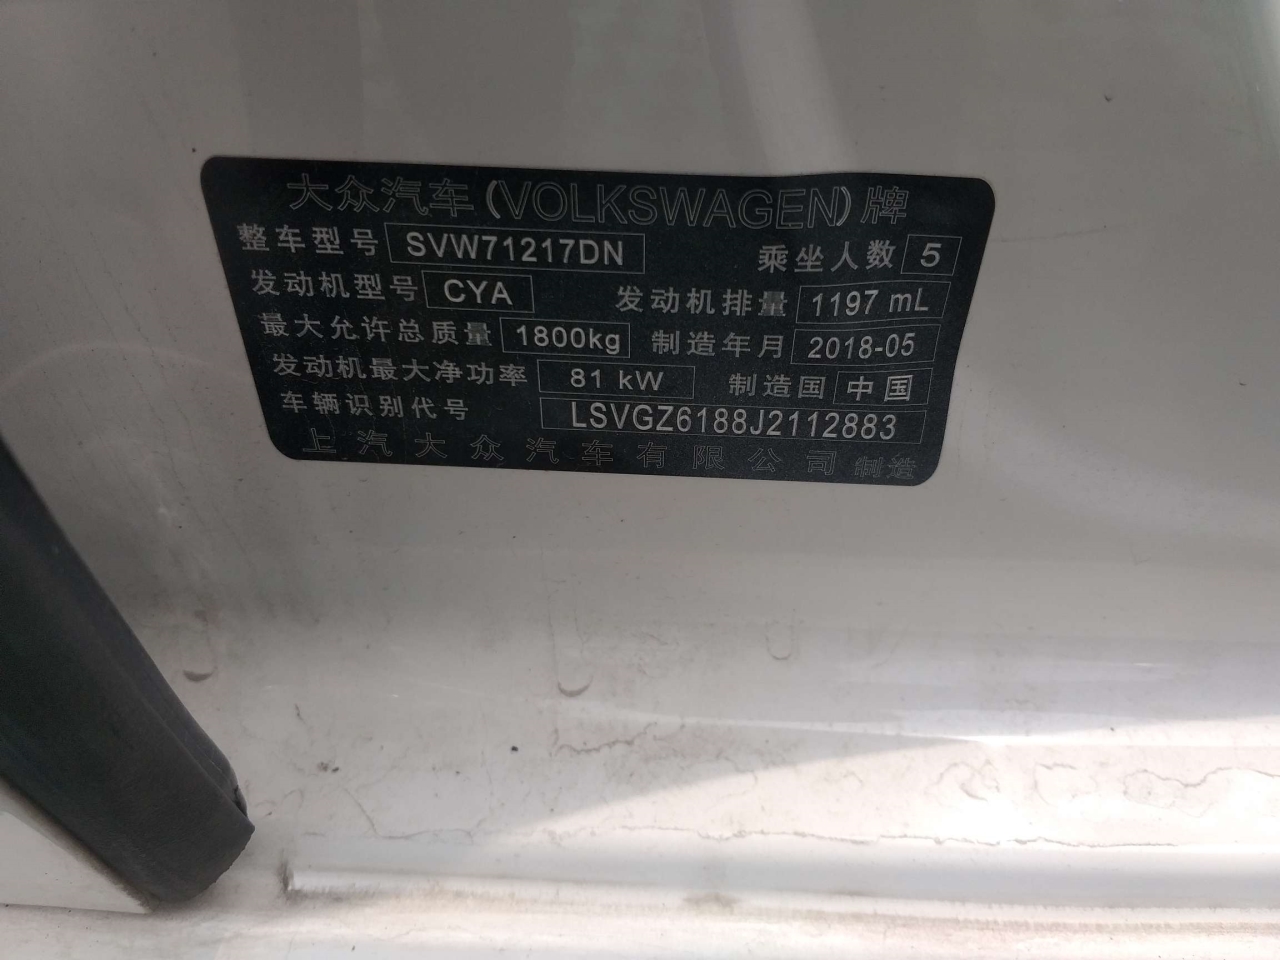 大众汽车(VOLKSWAGEN)牌
整车型号 SVW71217DN 乘坐人数 5
发动机型号 CYA 发动机排量 1197 mL
最大允许总质量 1800kg 制造年月 2018-05
发动机最大净功率 81 kW 制造国 中国
车辆识别代号 LSVGZ6188J2112883
上汽大众汽车有限公司 制造